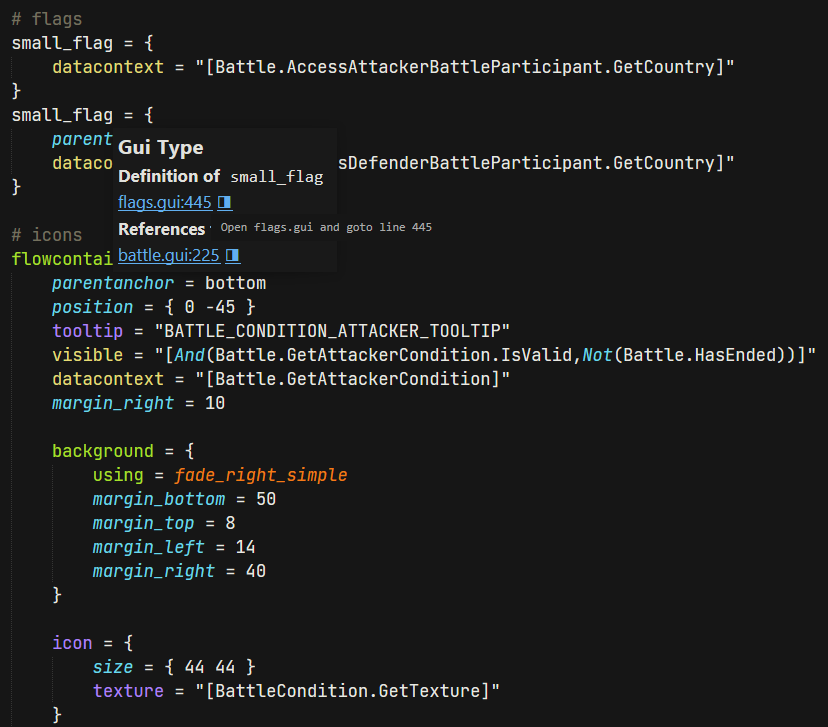 # flags
small_flag = {
    datacontext = "[Battle.AccessAttackerBattleParticipant.GetCountry]"
}
small_flag = {
    parent
    dataco sDefenderBattleParticipant.GetCountry]"
}
Gui Type
Definition of small_flag
flags.gui:445
References
Open flags.gui and goto line 445
battle.gui:225
# icons
flowcontai
    parentanchor = bottom
    position = { 0 -45 }
    tooltip = "BATTLE_CONDITION_ATTACKER_TOOLTIP"
    visible = "[And(Battle.GetAttackerCondition.IsValid,Not(Battle.HasEnded))]"
    datacontext = "[Battle.GetAttackerCondition]"
    margin_right = 10
    background = {
        using = fade_right_simple
        margin_bottom = 50
        margin_top = 8
        margin_left = 14
        margin_right = 40
    }
    icon = {
        size = { 44 44 }
        texture = "[BattleCondition.GetTexture]"
    }